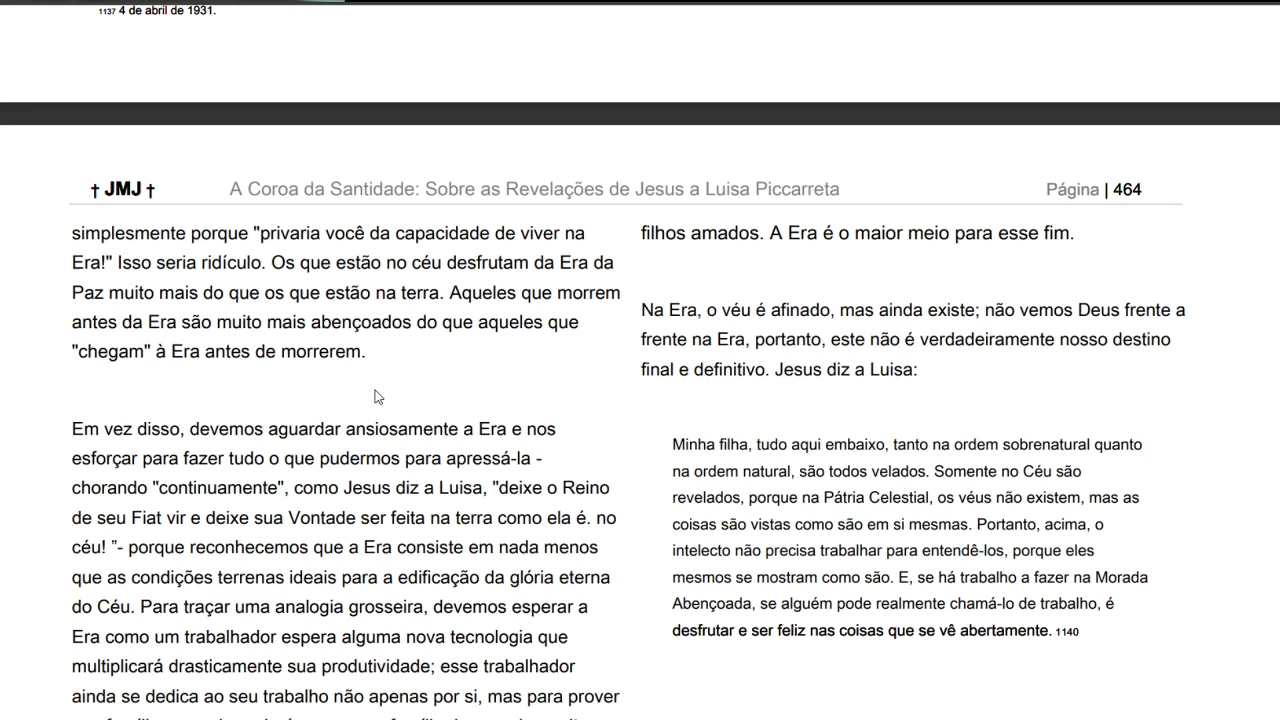 1137 4 de abril de 1931.
† JMJ †
A Coroa da Santidade: Sobre as Revelações de Jesus a Luisa Piccarreta
Página | 464
simplesmente porque "privaria você da capacidade de viver na
Era!" Isso seria ridículo. Os que estão no céu desfrutam da Era da
Paz muito mais do que os que estão na terra. Aqueles que morrem
antes da Era são muito mais abençoados do que aqueles que
"chegam" à Era antes de morrerem.
Em vez disso, devemos aguardar ansiosamente a Era e nos
esforçar para fazer tudo o que pudermos para apressá-la -
chorando "continuamente", como Jesus diz a Luisa, "deixe o Reino
de seu Fiat vir e deixe sua Vontade ser feita na terra como ela é. no
céu! ”- porque reconhecemos que a Era consiste em nada menos
que as condições terrenas ideais para a edificação da glória eterna
do Céu. Para traçar uma analogia grosseira, devemos esperar a
Era como um trabalhador espera alguma nova tecnologia que
multiplicará drasticamente sua produtividade; esse trabalhador
ainda se dedica ao seu trabalho não apenas por si, mas para prover
filhos amados. A Era é o maior meio para esse fim.
Na Era, o véu é afinado, mas ainda existe; não vemos Deus frente a
frente na Era, portanto, este não é verdadeiramente nosso destino
final e definitivo. Jesus diz a Luisa:
Minha filha, tudo aqui embaixo, tanto na ordem sobrenatural quanto
na ordem natural, são todos velados. Somente no Céu são
revelados, porque na Pátria Celestial, os véus não existem, mas as
coisas são vistas como são em si mesmas. Portanto, acima, o
intelecto não precisa trabalhar para entendê-los, porque eles
mesmos se mostram como são. E, se há trabalho a fazer na Morada
Abençoada, se alguém pode realmente chamá-lo de trabalho, é
desfrutar e ser feliz nas coisas que se vê abertamente. 1140